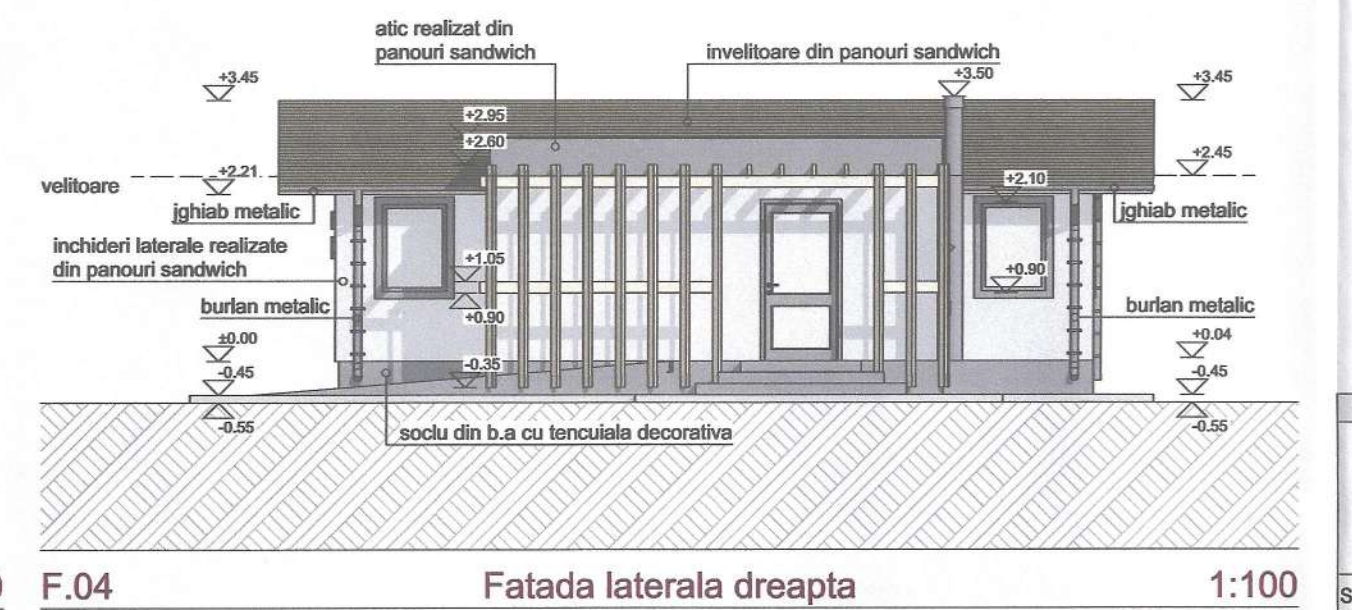 atic realizat din
panouri sandwich
invelitoare din panouri sandwich
+3.45
+3.50
+3.45
+2.95
+2.60
+2.21
+2.45
velitoare
+2.10
jghiab metalic
jghiab metalic
inchideri laterale realizate
din panouri sandwich
+1.05
+0.90
burlan metalic
+0.90
burlan metalic
±0.00
+0.04
-0.35
-0.45
-0.45
-0.55
-0.55
soclu din b.a cu tencuiala decorativa
F.04 Fatada laterala dreapta 1:100